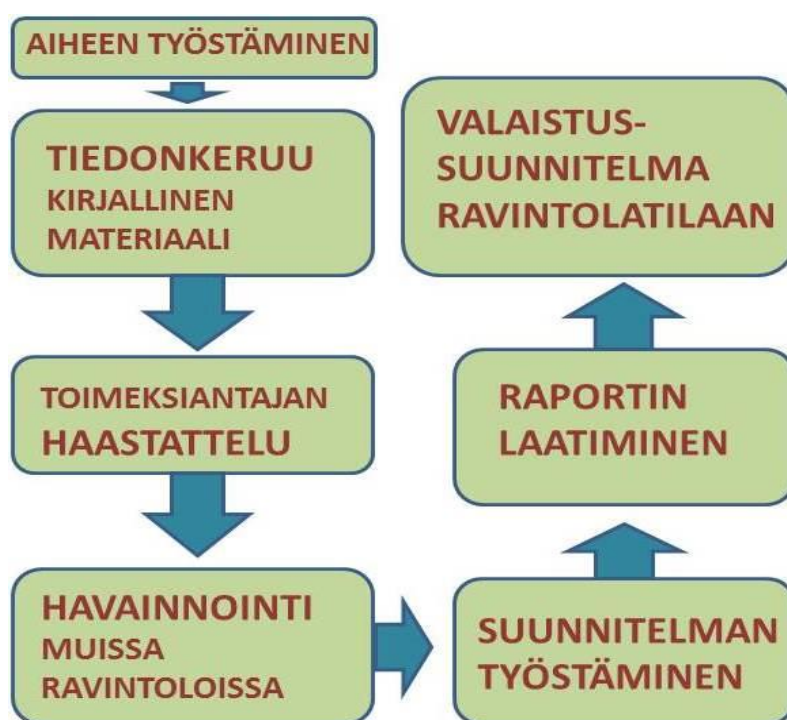 AIHEEN TYÖSTÄMINEN
TIEDONKERUU
KIRJALLINEN
MATERIAALI
TOIMEKSIANTAJAN
HAASTATTELU
HAVAINNOINTI
MUISSA
RAVINTOLOISSA
SUUNNITELMAN
TYÖSTÄMINEN
RAPORTIN
LAATIMINEN
VALAISTUS-
SUUNNITELMA
RAVINTOLATILAAN